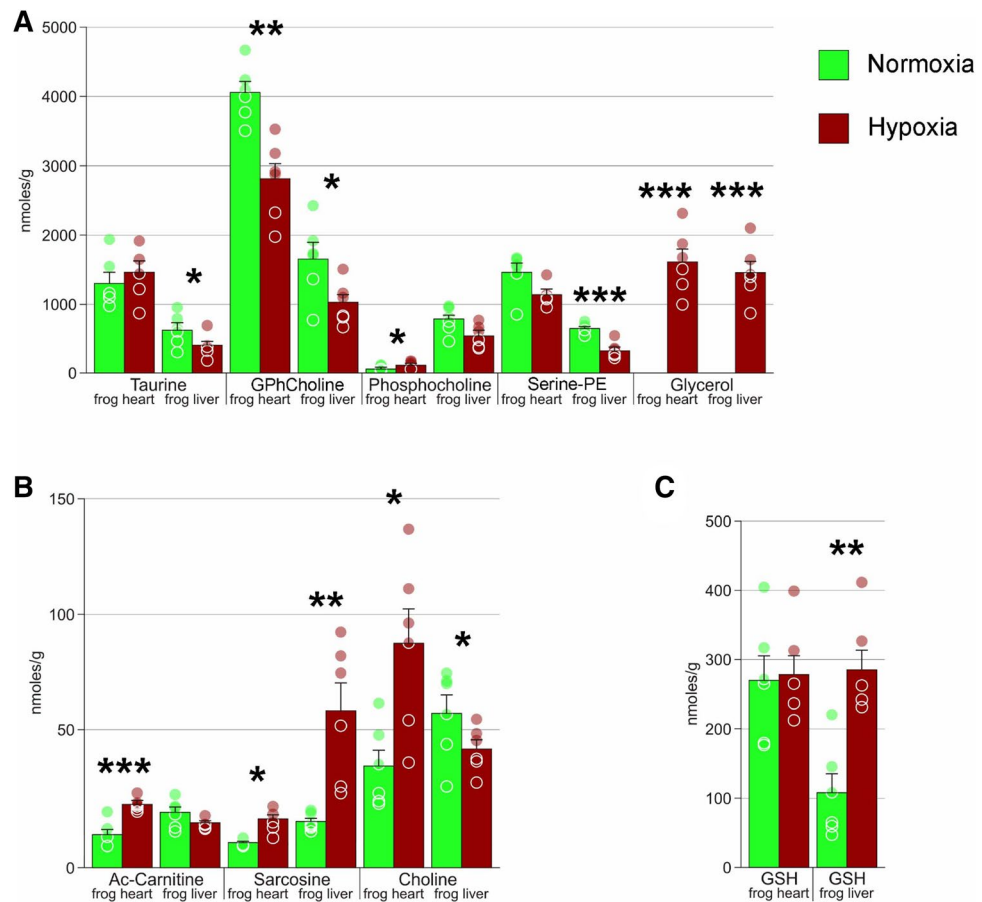 A
5000
4000
3000
2000
1000
0
nmoles/g
** * * * *** *** ***
Taurine GPhCholine Phosphocholine Serine-PE Glycerol
frog heart frog liver frog heart frog liver frog heart frog liver frog heart frog liver frog heart frog liver
Normoxia
Hypoxia
B
150
100
50
0
nmoles/g
*** * ** * *
Ac-Carnitine Sarcosine Choline
frog heart frog liver frog heart frog liver frog heart frog liver
C
500
400
300
200
100
0
nmoles/g
**
GSH GSH
frog heart frog liver